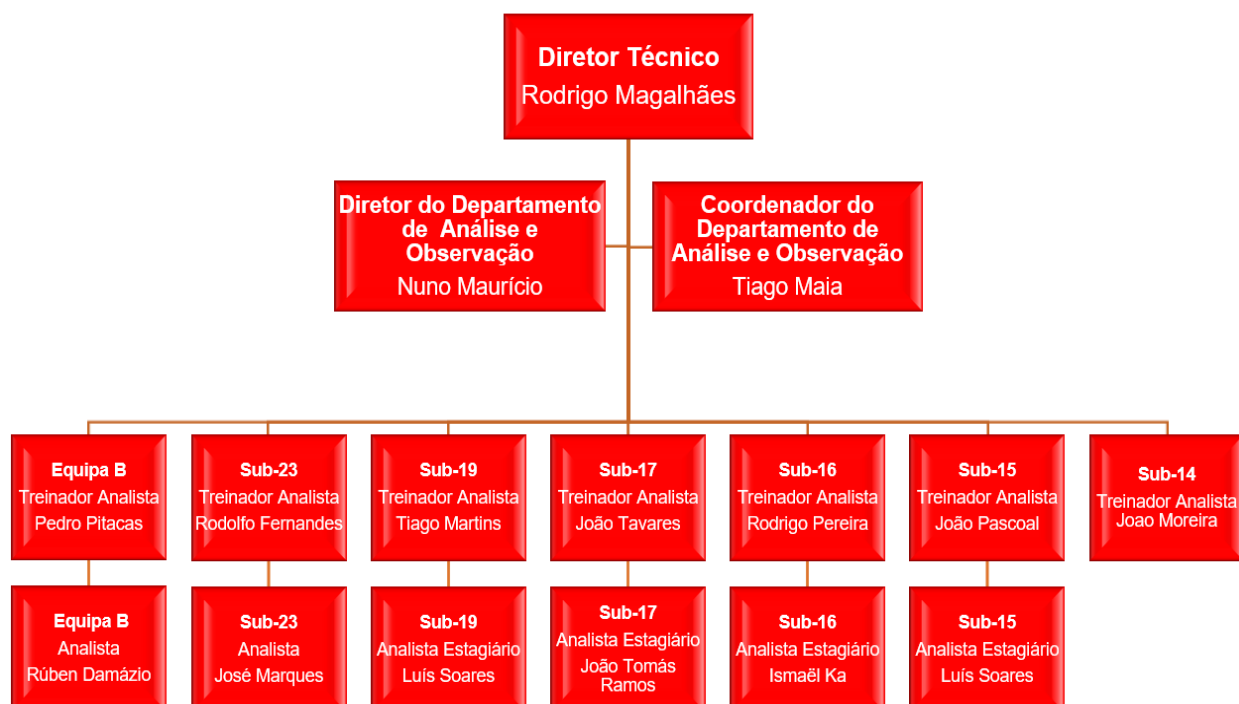 Diretor Técnico
Rodrigo Magalhães
Diretor do Departamento
de Análise e
Observação
Nuno Maurício
Coordenador do
Departamento de
Análise e Observação
Tiago Maia
Equipa B
Treinador Analista
Pedro Pitacas
Sub-23
Treinador Analista
Rodolfo Fernandes
Sub-19
Treinador Analista
Tiago Martins
Sub-17
Treinador Analista
João Tavares
Sub-16
Treinador Analista
Rodrigo Pereira
Sub-15
Treinador Analista
João Pascoal
Sub-14
Treinador Analista
Joao Moreira
Equipa B
Analista
Rúben Damázio
Sub-23
Analista
José Marques
Sub-19
Analista Estagiário
Luís Soares
Sub-17
Analista Estagiário
João Tomás
Ramos
Sub-16
Analista Estagiário
Ismaël Ka
Sub-15
Analista Estagiário
Luís Soares